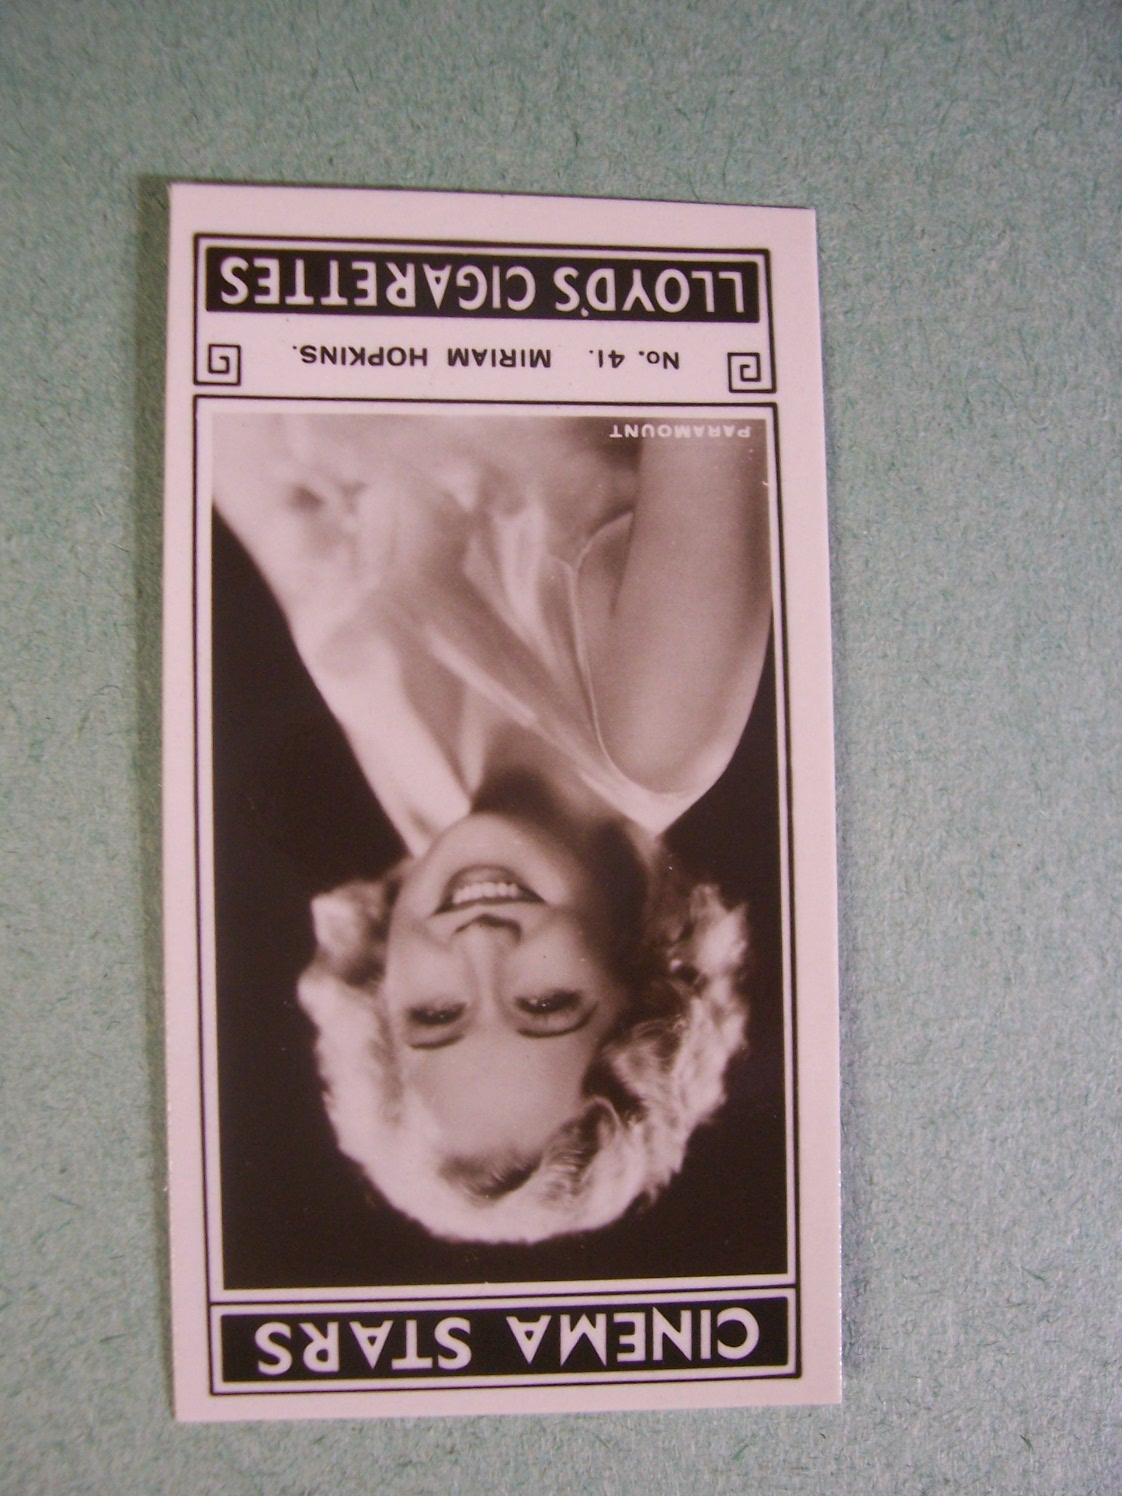 CINEMA STARS
PARAMOUNT
No. 41. MIRIAM HOPKINS.
LLOYD'S CIGARETTES